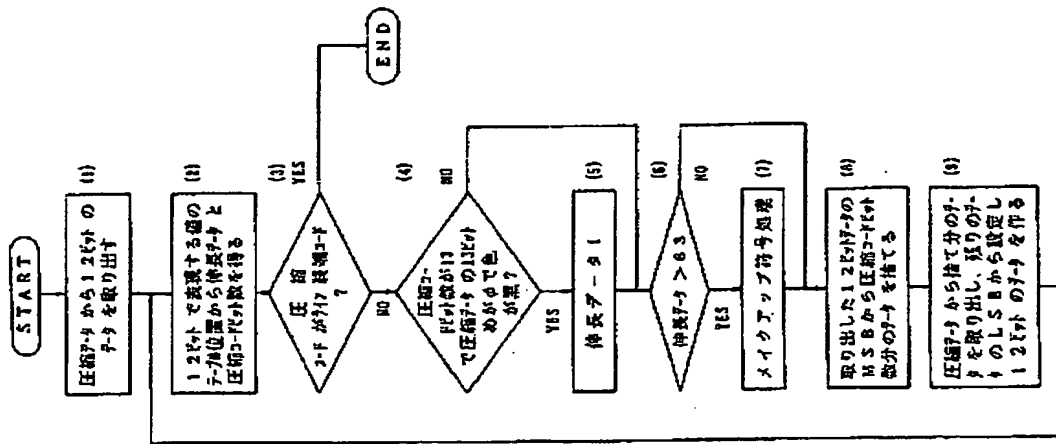 START
(1)
圧縮データから12ビットの
データを取り出す
(2)
12ビットで表現する値の
テーブル位置から伸長データと
圧縮コードビット数を得る
(3)
圧縮
コードがライン終端コード
?
YES
NO
END
(4)
圧縮コー
ドビット数が13
で圧縮データの13ビット
めがφで色
が黒?
NO
YES
(5)
伸長データ1
(6)
伸長データ>63
NO
YES
(7)
メイクアップ符号処理
(8)
取り出した12ビットデータの
MSBから圧縮コードビット
数分のデータを捨てる
(9)
圧縮データから捨て分のデー
タを取り出し、残りのデー
タのLSBから設定し
12ビットのデータを作る